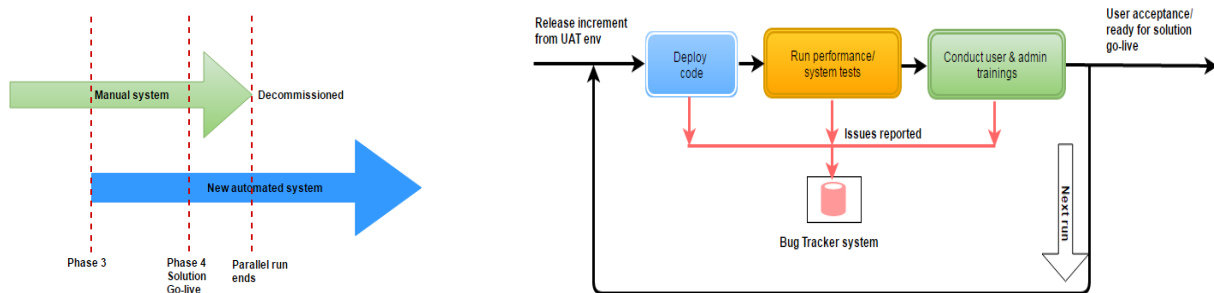 Manual system
Decommissioned
New automated system
Phase 3
Phase 4
Solution
Go-live
Parallel run
ends
Release increment
from UAT env
Deploy
code
Run performance/
system tests
Conduct user & admin
trainings
User acceptance/
ready for solution
go-live
Issues reported
Bug Tracker system
Next run